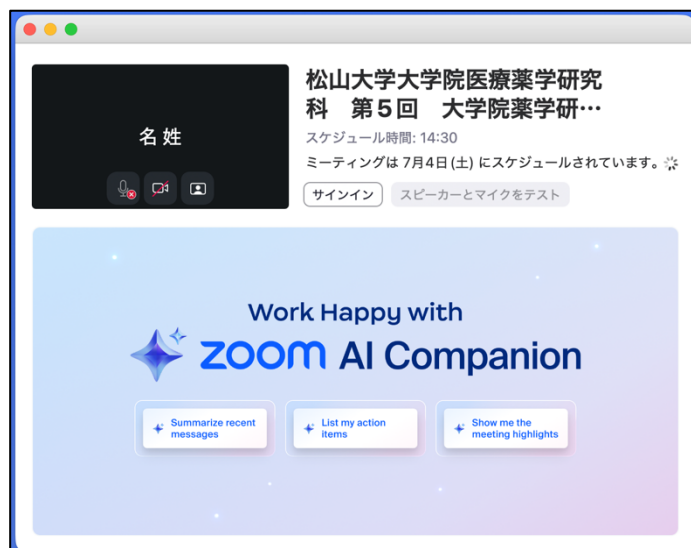 名 姓
松山大学大学院医療薬学研究
科　第５回　大学院薬学研…
スケジュール時間: 14:30
ミーティングは 7月4日(土) にスケジュールされています。
サインイン
スピーカーとマイクをテスト
Work Happy with
zoom AI Companion
Summarize recent
messages
List my action
items
Show me the
meeting highlights